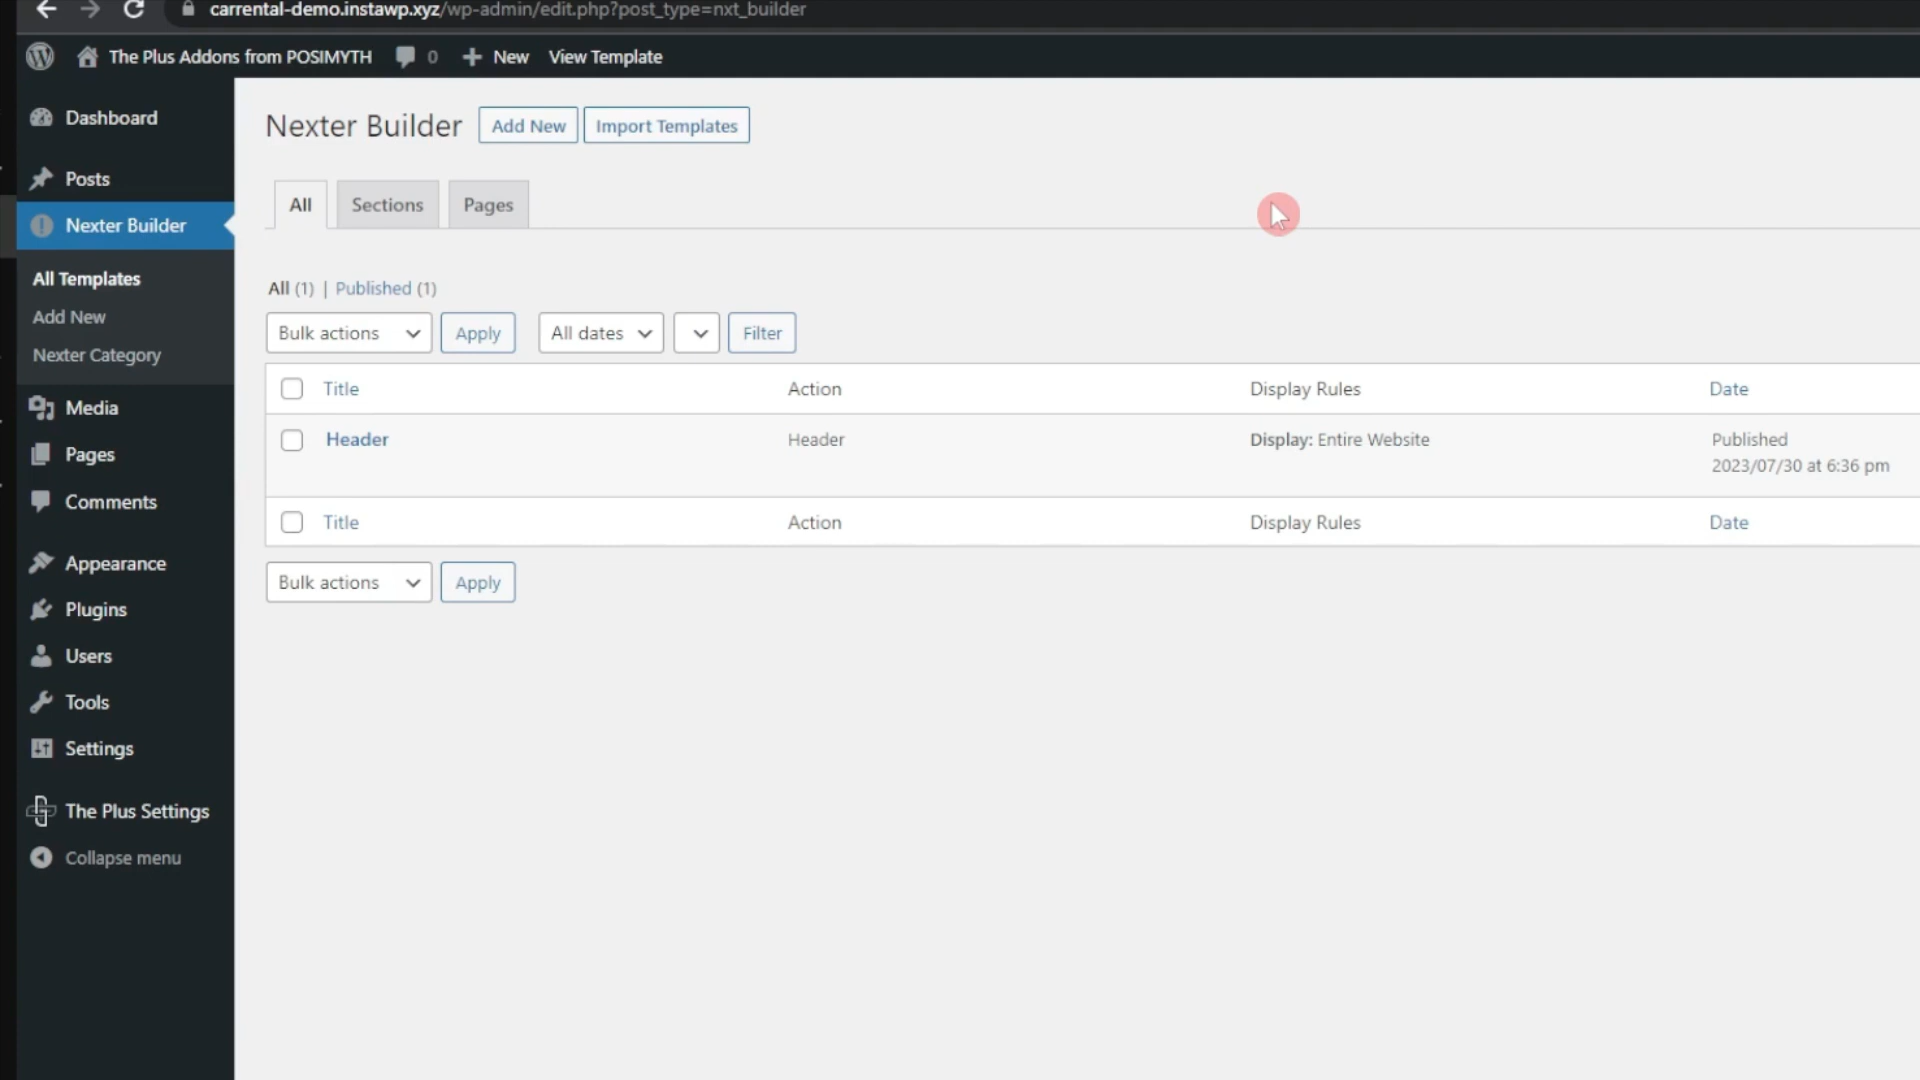 carrental-demo.instawp.xyz/wp-admin/edit.php?post_type=nxt_builder
The Plus Addons from POSIMYTH 0 New View Template
Dashboard
Posts
Nexter Builder
All Templates
Add New
Nexter Category
Media
Pages
Comments
Appearance
Plugins
Users
Tools
Settings
The Plus Settings
Collapse menu
Nexter Builder Add New Import Templates
All Sections Pages
All (1) | Published (1)
Bulk actions Apply All dates Filter
Title Action Display Rules Date
Header Header Display: Entire Website Published
2023/07/30 at 6:36 pm
Title Action Display Rules Date
Bulk actions Apply